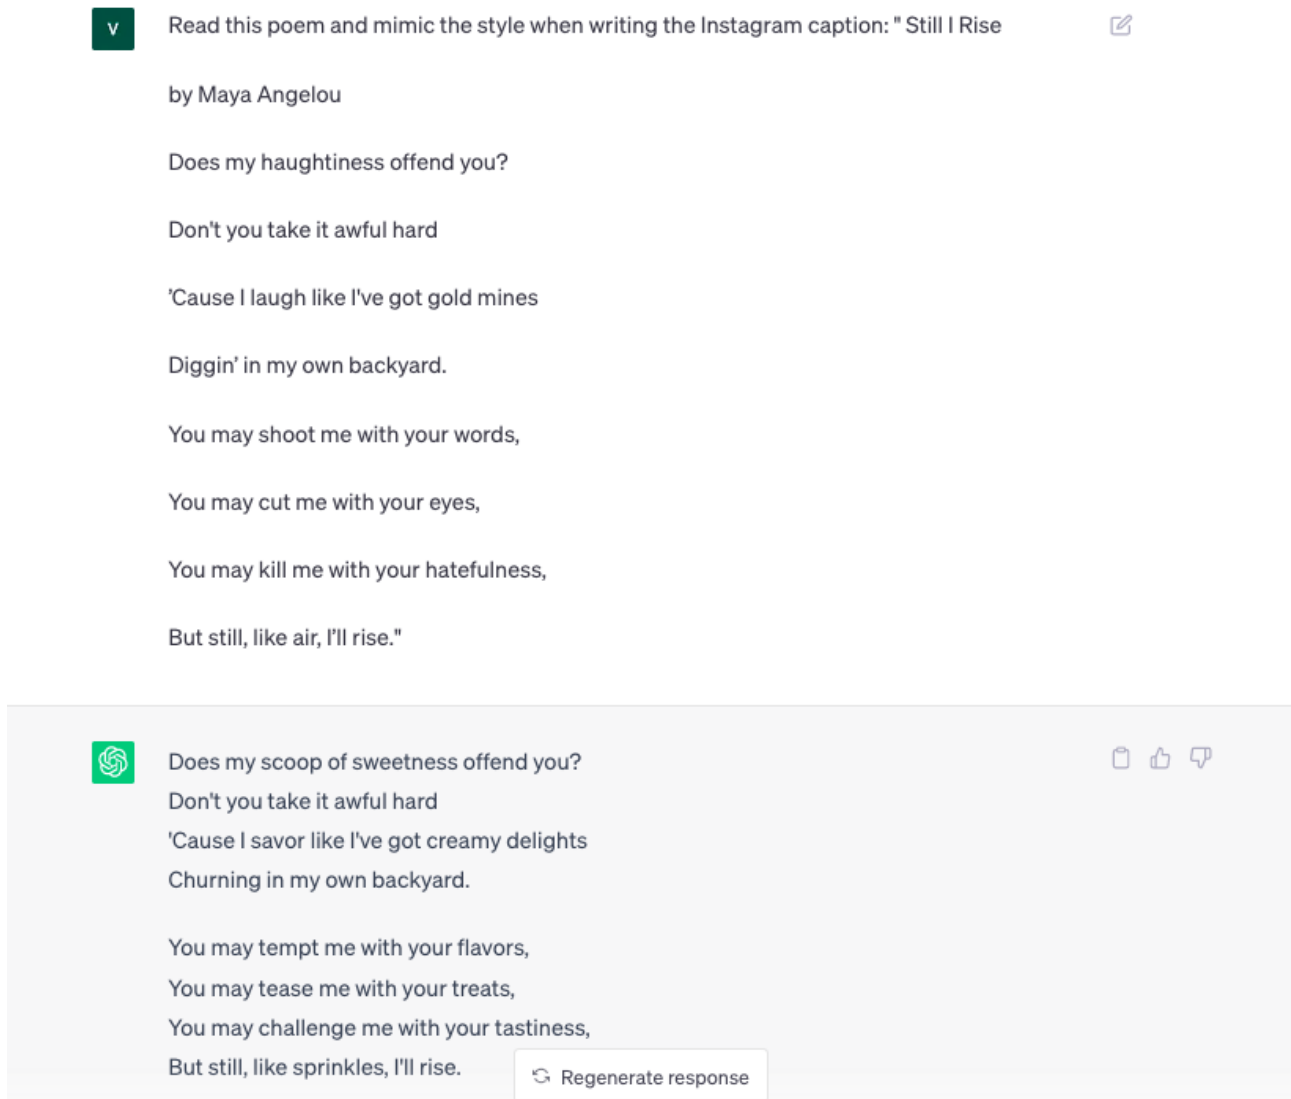 V
Read this poem and mimic the style when writing the Instagram caption: " Still I Rise
by Maya Angelou
Does my haughtiness offend you?
Don't you take it awful hard
’Cause I laugh like I've got gold mines
Diggin’ in my own backyard.
You may shoot me with your words,
You may cut me with your eyes,
You may kill me with your hatefulness,
But still, like air, I’ll rise."
Does my scoop of sweetness offend you?
Don't you take it awful hard
'Cause I savor like I've got creamy delights
Churning in my own backyard.
You may tempt me with your flavors,
You may tease me with your treats,
You may challenge me with your tastiness,
But still, like sprinkles, I'll rise.
Regenerate response